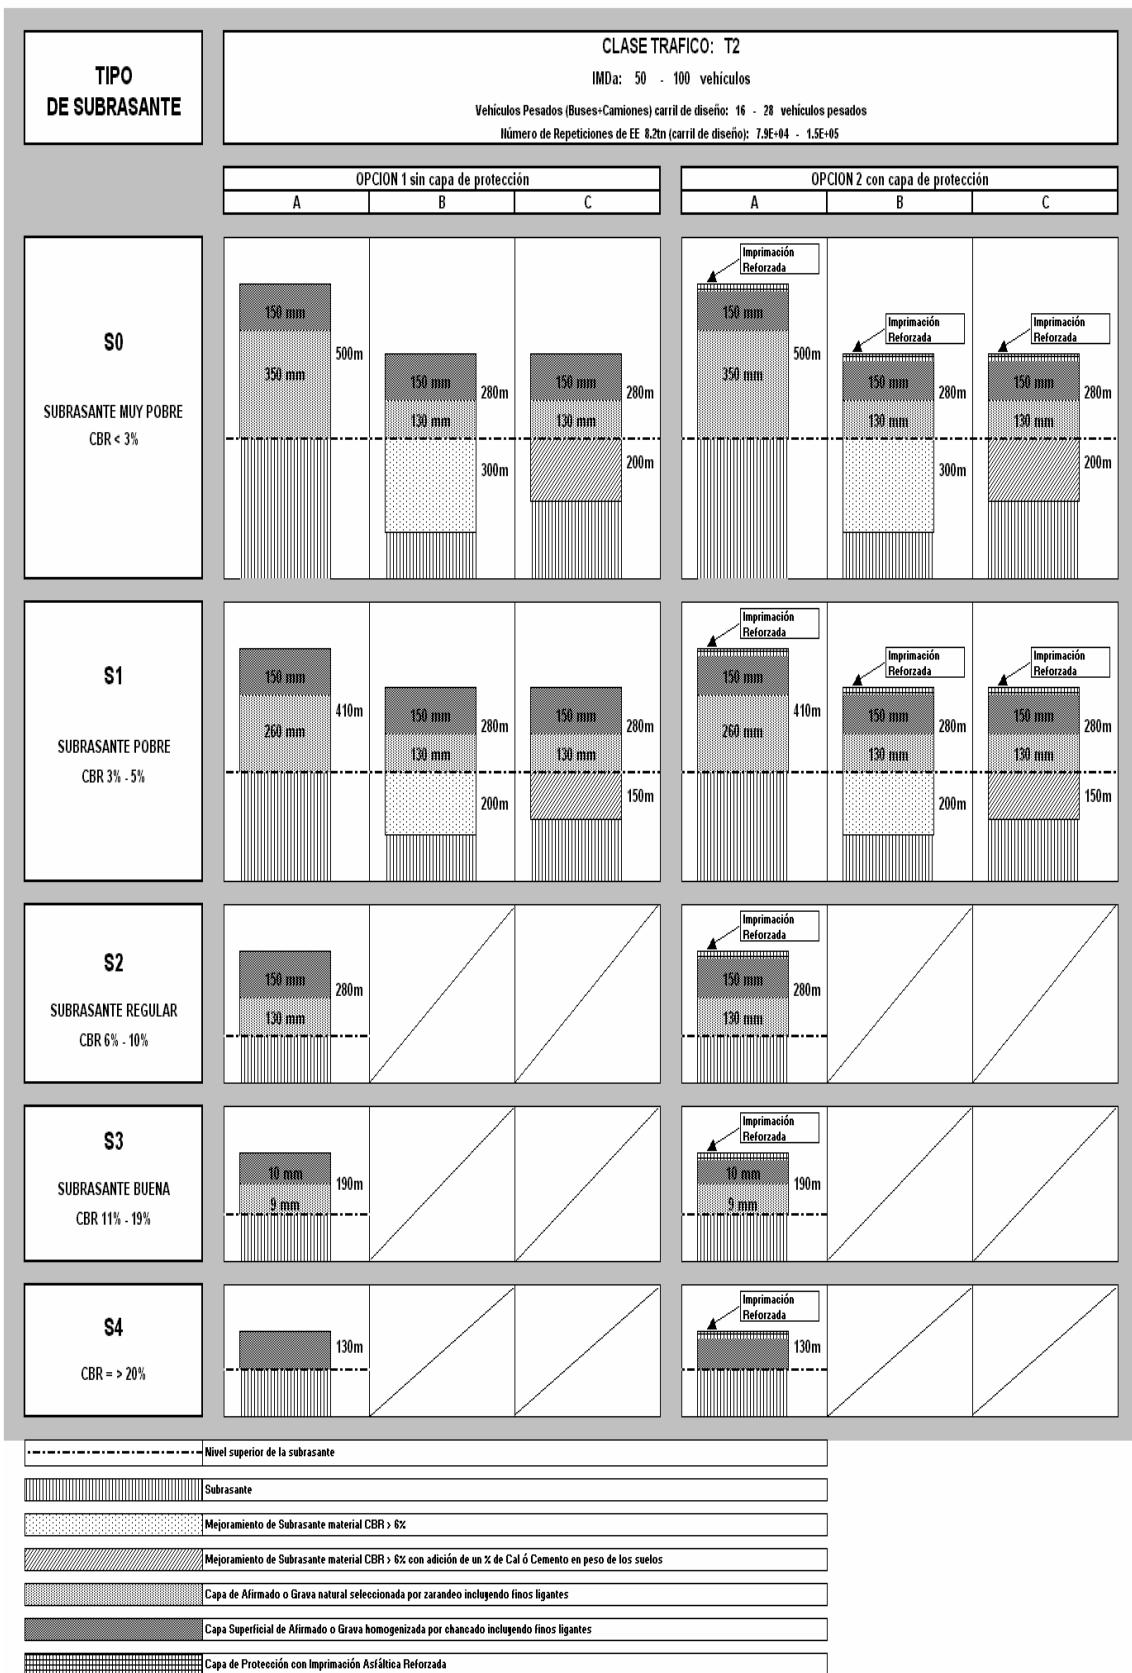 TIPO
DE SUBRASANTE
CLASE TRAFICO: T2
IMDa: 50 - 100 vehículos
Vehículos Pesados (Buses+Camiones) carril de diseño: 16 - 28 vehículos pesados
Número de Repeticiones de EE 8.2tn (carril de diseño): 7.9E+04 - 1.5E+05
OPCION 1 sin capa de protección
A B C
OPCION 2 con capa de protección
A B C
S0
SUBRASANTE MUY POBRE
CBR < 3%
150 mm
350 mm
500m
150 mm
130 mm
280m
300m
150 mm
130 mm
280m
200m
Imprimación
Reforzada
150 mm
350 mm
500m
Imprimación
Reforzada
150 mm
130 mm
280m
300m
Imprimación
Reforzada
150 mm
130 mm
280m
200m
S1
SUBRASANTE POBRE
CBR 3% - 5%
150 mm
260 mm
410m
150 mm
130 mm
280m
200m
150 mm
130 mm
280m
150m
Imprimación
Reforzada
150 mm
260 mm
410m
Imprimación
Reforzada
150 mm
130 mm
280m
200m
Imprimación
Reforzada
150 mm
130 mm
280m
150m
S2
SUBRASANTE REGULAR
CBR 6% - 10%
150 mm
130 mm
280m
Imprimación
Reforzada
150 mm
130 mm
280m
S3
SUBRASANTE BUENA
CBR 11% - 19%
10 mm
9 mm
190m
Imprimación
Reforzada
10 mm
9 mm
190m
S4
CBR = > 20%
130m
Imprimación
Reforzada
130m
Nivel superior de la subrasante
Subrasante
Mejoramiento de Subrasante material CBR > 6%
Mejoramiento de Subrasante material CBR > 6% con adición de un % de Cal ó Cemento en peso de los suelos
Capa de Afirmado o Grava natural seleccionada por zarandeo incluyendo finos ligantes
Capa Superficial de Afirmado o Grava homogenizada por chancado incluyendo finos ligantes
Capa de Protección con Imprimación Asfáltica Reforzada